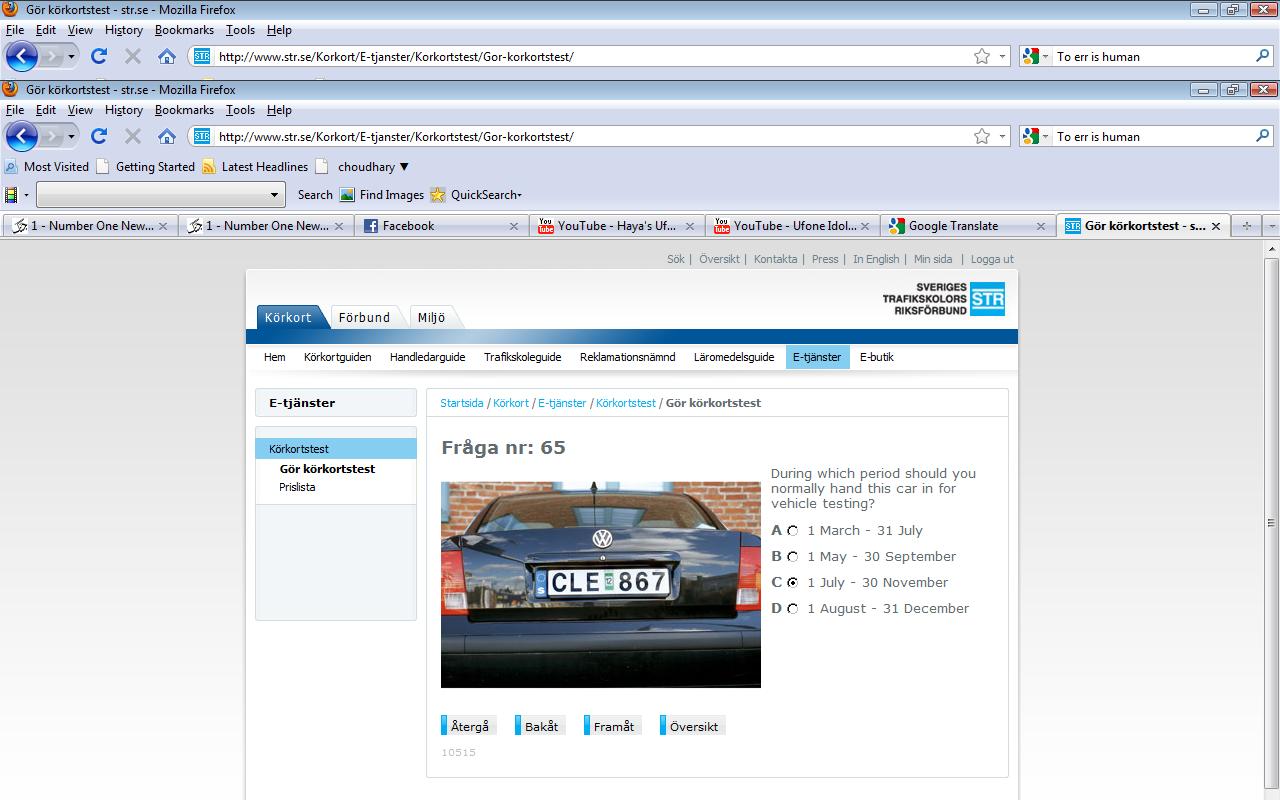 Gör körkortstest - str.se - Mozilla Firefox
File Edit View History Bookmarks Tools Help
http://www.str.se/Korkort/E-tjanster/Korkortstest/Gor-korkortstest/ To err is human
Gör körkortstest - str.se - Mozilla Firefox
File Edit View History Bookmarks Tools Help
STR http://www.str.se/Korkort/E-tjanster/Korkortstest/Gor-korkortstest/ To err is human
Most Visited Getting Started Latest Headlines choudhary
Search Find Images QuickSearch
1 - Number One New... 1 - Number One New... Facebook YouTube - Haya's Uf... YouTube - Ufone Idol... Google Translate Gör körkortstest - s...
Sök | Översikt | Kontakta | Press | In English | Min sida | Logga ut
SVERIGES
TRAFIKSKOLORS
RIKSFÖRBUND
STR
Körkort Förbund Miljö
Hem Körkortguiden Handledarguide Trafikskoleguide Reklamationsnämnd Läromedelsguide E-tjänster E-butik
E-tjänster
Körkortstest
Gör körkortstest
Prislista
Startsida / Körkort / E-tjänster / Körkortstest / Gör körkortstest
Fråga nr: 65
CLE 12 867
S
During which period should you
normally hand this car in for
vehicle testing?
A 1 March - 31 July
B 1 May - 30 September
C 1 July - 30 November
D 1 August - 31 December
Återgå Bakåt Framåt Översikt
10515